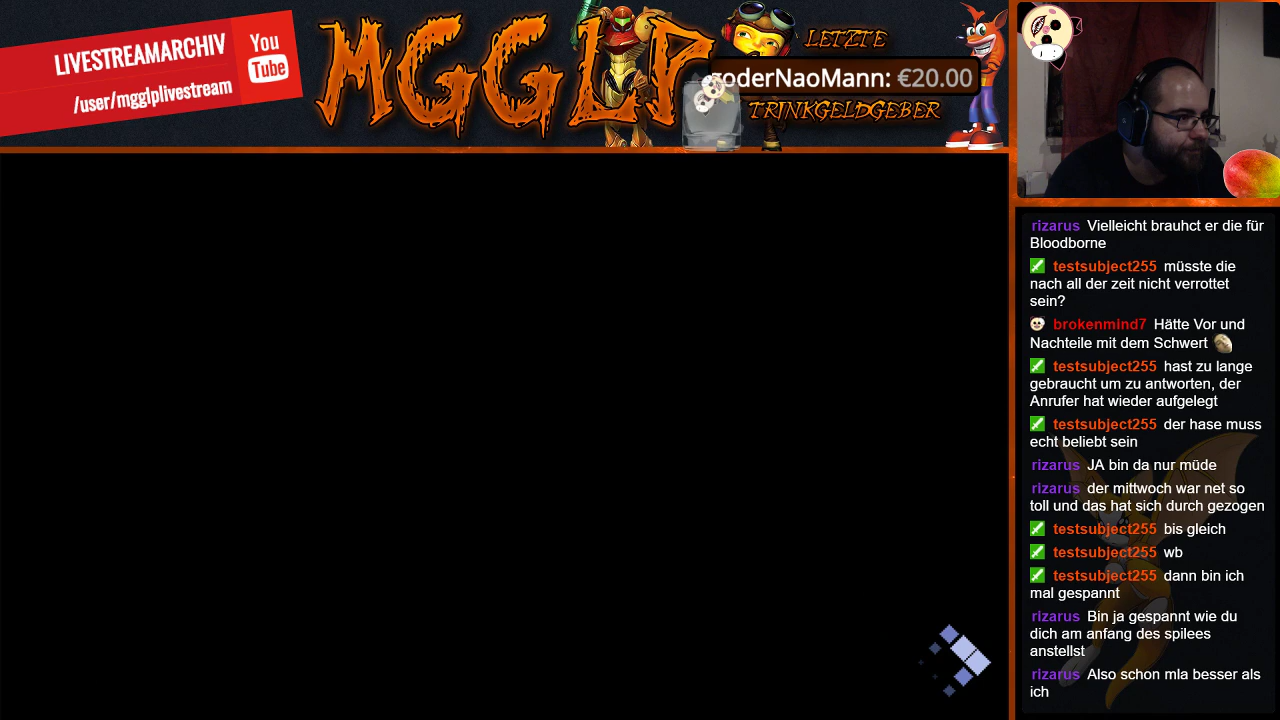 LIVESTREAMARCHIV
You
Tube
/user/mgglplivestream
MGGLP
LETZTE
zoderNaoMann: €20.00
TRINKGELDGEBER
rizarus Vielleicht brauhct er die für
Bloodborne
testsubject255 müsste die
nach all der zeit nicht verrottet
sein?
brokenmind7 Hätte Vor und
Nachteile mit dem Schwert
testsubject255 hast zu lange
gebraucht um zu antworten, der
Anrufer hat wieder aufgelegt
testsubject255 der hase muss
echt beliebt sein
rizarus JA bin da nur müde
rizarus der mittwoch war net so
toll und das hat sich durch gezogen
testsubject255 bis gleich
testsubject255 wb
testsubject255 dann bin ich
mal gespannt
rizarus Bin ja gespannt wie du
dich am anfang des spilees
anstellst
rizarus Also schon mla besser als
ich